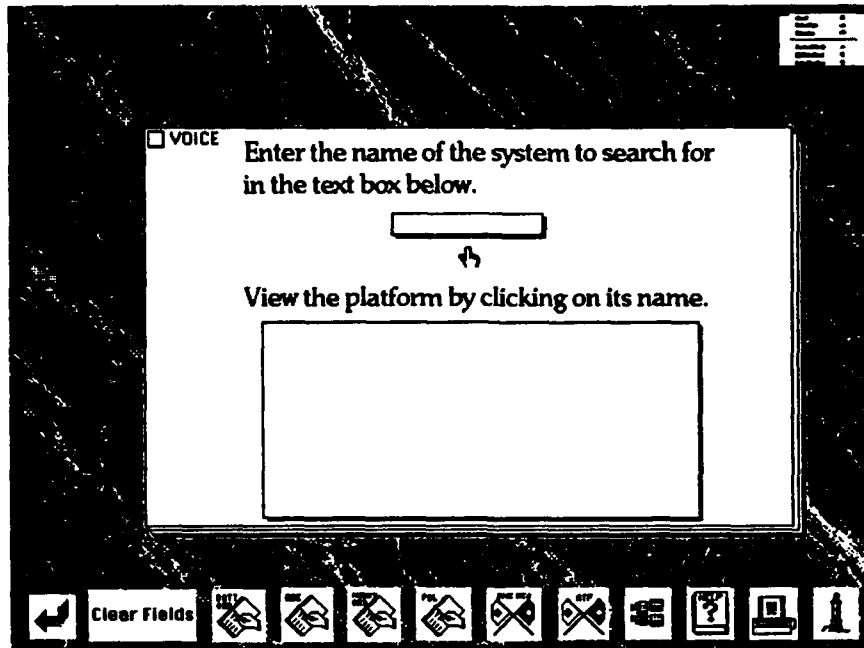 VOICE
Enter the name of the system to search for
in the text box below.
View the platform by clicking on its name.
Clear Fields
HELP
?